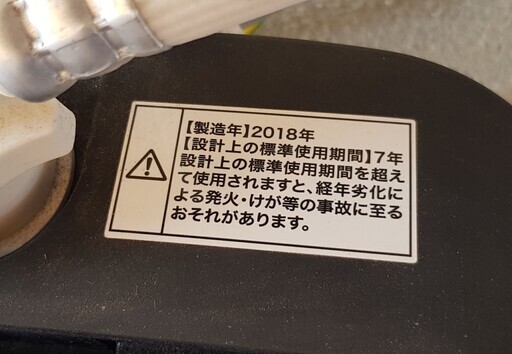 【製造年】2018年
【設計上の標準使用期間】7年
設計上の標準使用期間を超え
て使用されますと、経年劣化に
よる発火・けが等の事故に至る
おそれがあります。